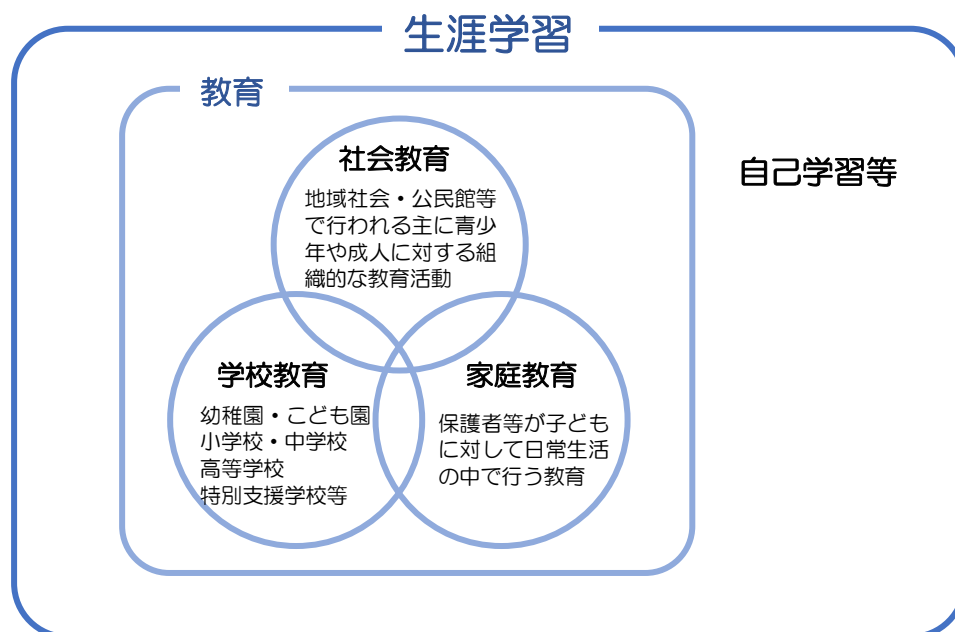 生涯学習
教育
社会教育
地域社会・公民館等
で行われる主に青少
年や成人に対する組
織的な教育活動
自己学習等
学校教育
幼稚園・こども園
小学校・中学校
高等学校
特別支援学校等
家庭教育
保護者等が子ども
に対して日常生活
の中で行う教育